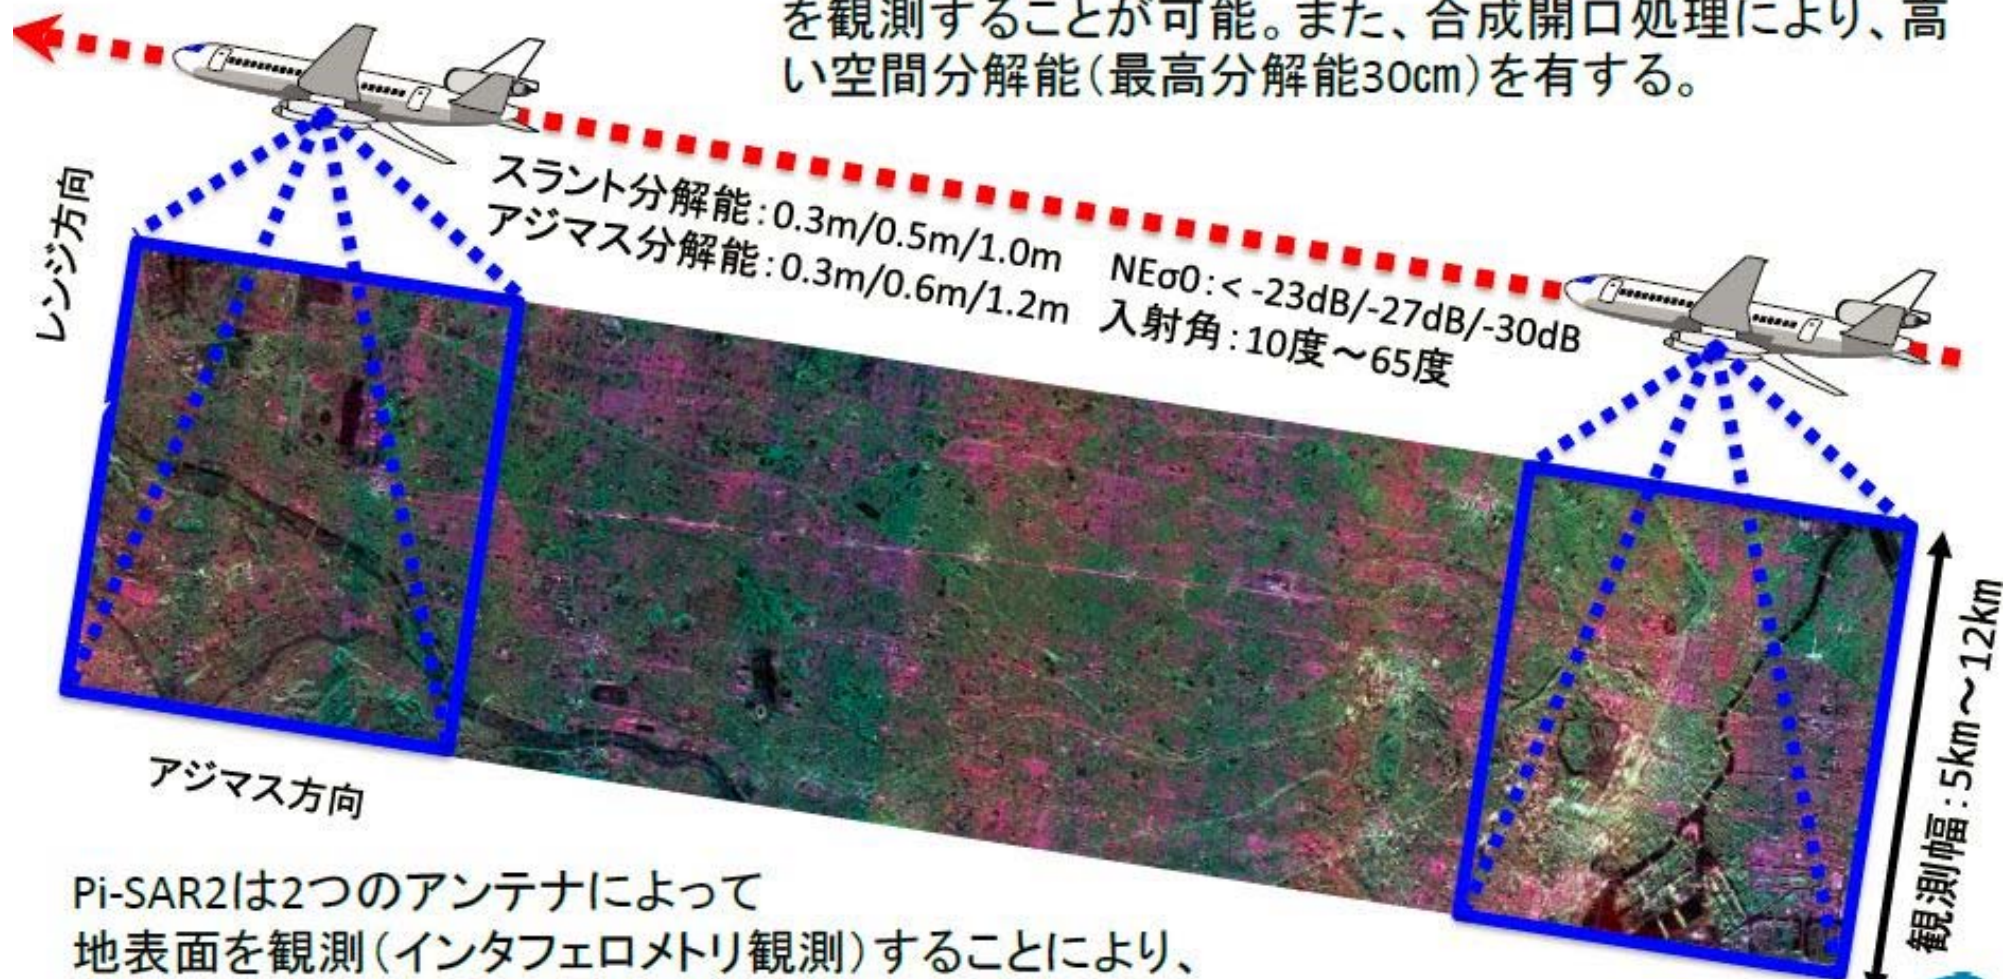 を観測することが可能。また、合成開口処理により、高
い空間分解能(最高分解能30cm)を有する。
レンジ方向
スラント分解能:0.3m/0.5m/1.0m
アジマス分解能:0.3m/0.6m/1.2m
NEσ0:< -23dB/-27dB/-30dB
入射角:10度~65度
観測幅:5km~12km
アジマス方向
Pi-SAR2は2つのアンテナによって
地表面を観測(インタフェロメトリ観測)することにより、